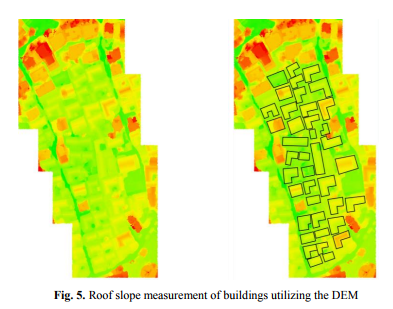 Fig. 5. Roof slope measurement of buildings utilizing the DEM